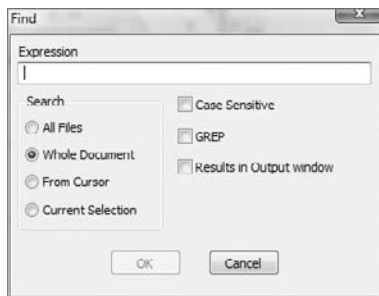 Find
Expression
Search
All Files
Whole Document
From Cursor
Current Selection
Case Sensitive
GREP
Results in Output window
OK
Cancel